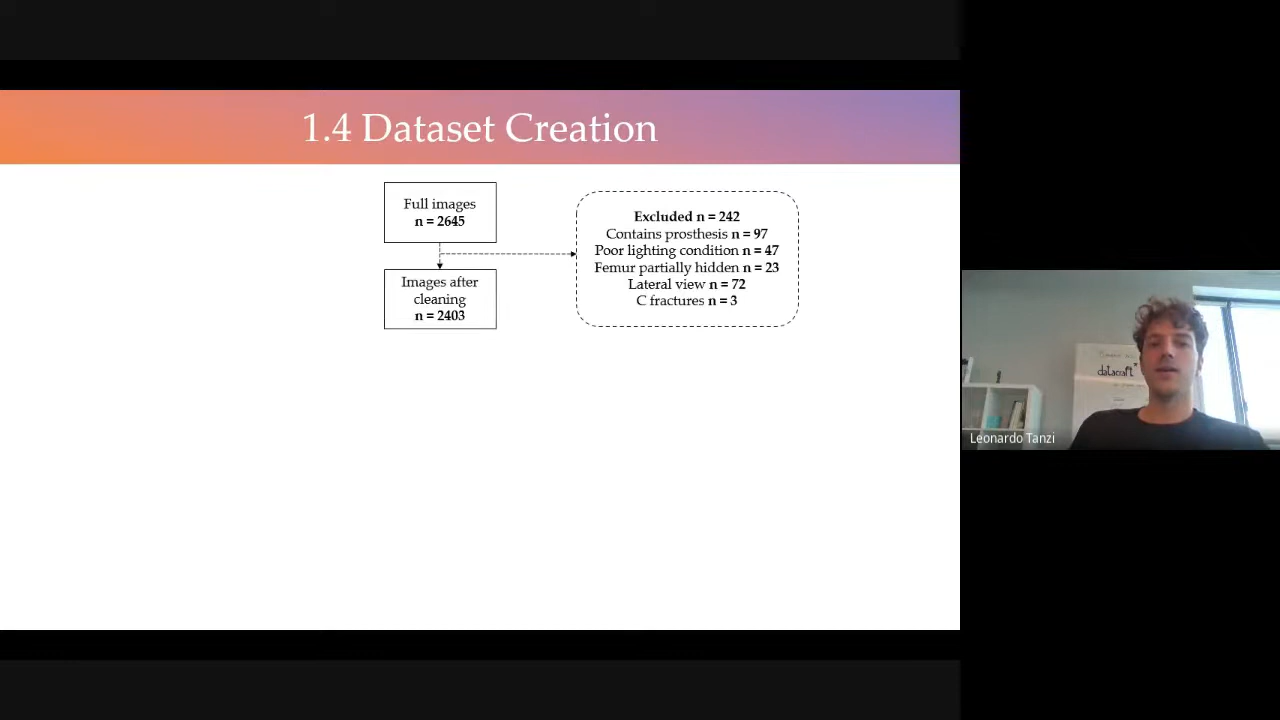 1.4 Dataset Creation
Full images
n = 2645
Excluded n = 242
Contains prosthesis n = 97
Poor lighting condition n = 47
Femur partially hidden n = 23
Lateral view n = 72
C fractures n = 3
Images after
cleaning
n = 2403
datacraft
Leonardo Tanzi